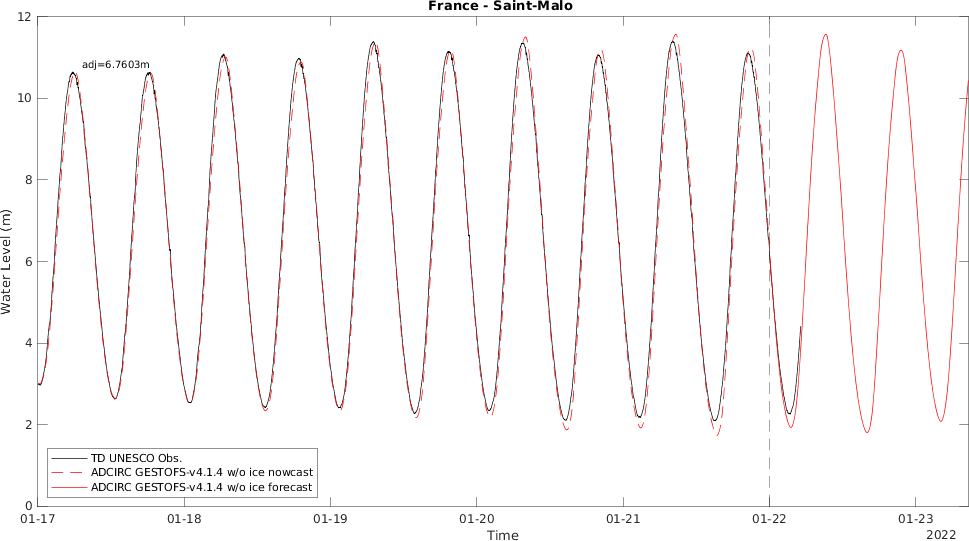 France - Saint-Malo
adj=6.7603m
Water Level (m)
12
10
8
6
4
2
0
TD UNESCO Obs.
ADCIRC GESTOFS-v4.1.4 w/o ice nowcast
ADCIRC GESTOFS-v4.1.4 w/o ice forecast
01-17 01-18 01-19 01-20 01-21 01-22 01-23
Time
2022